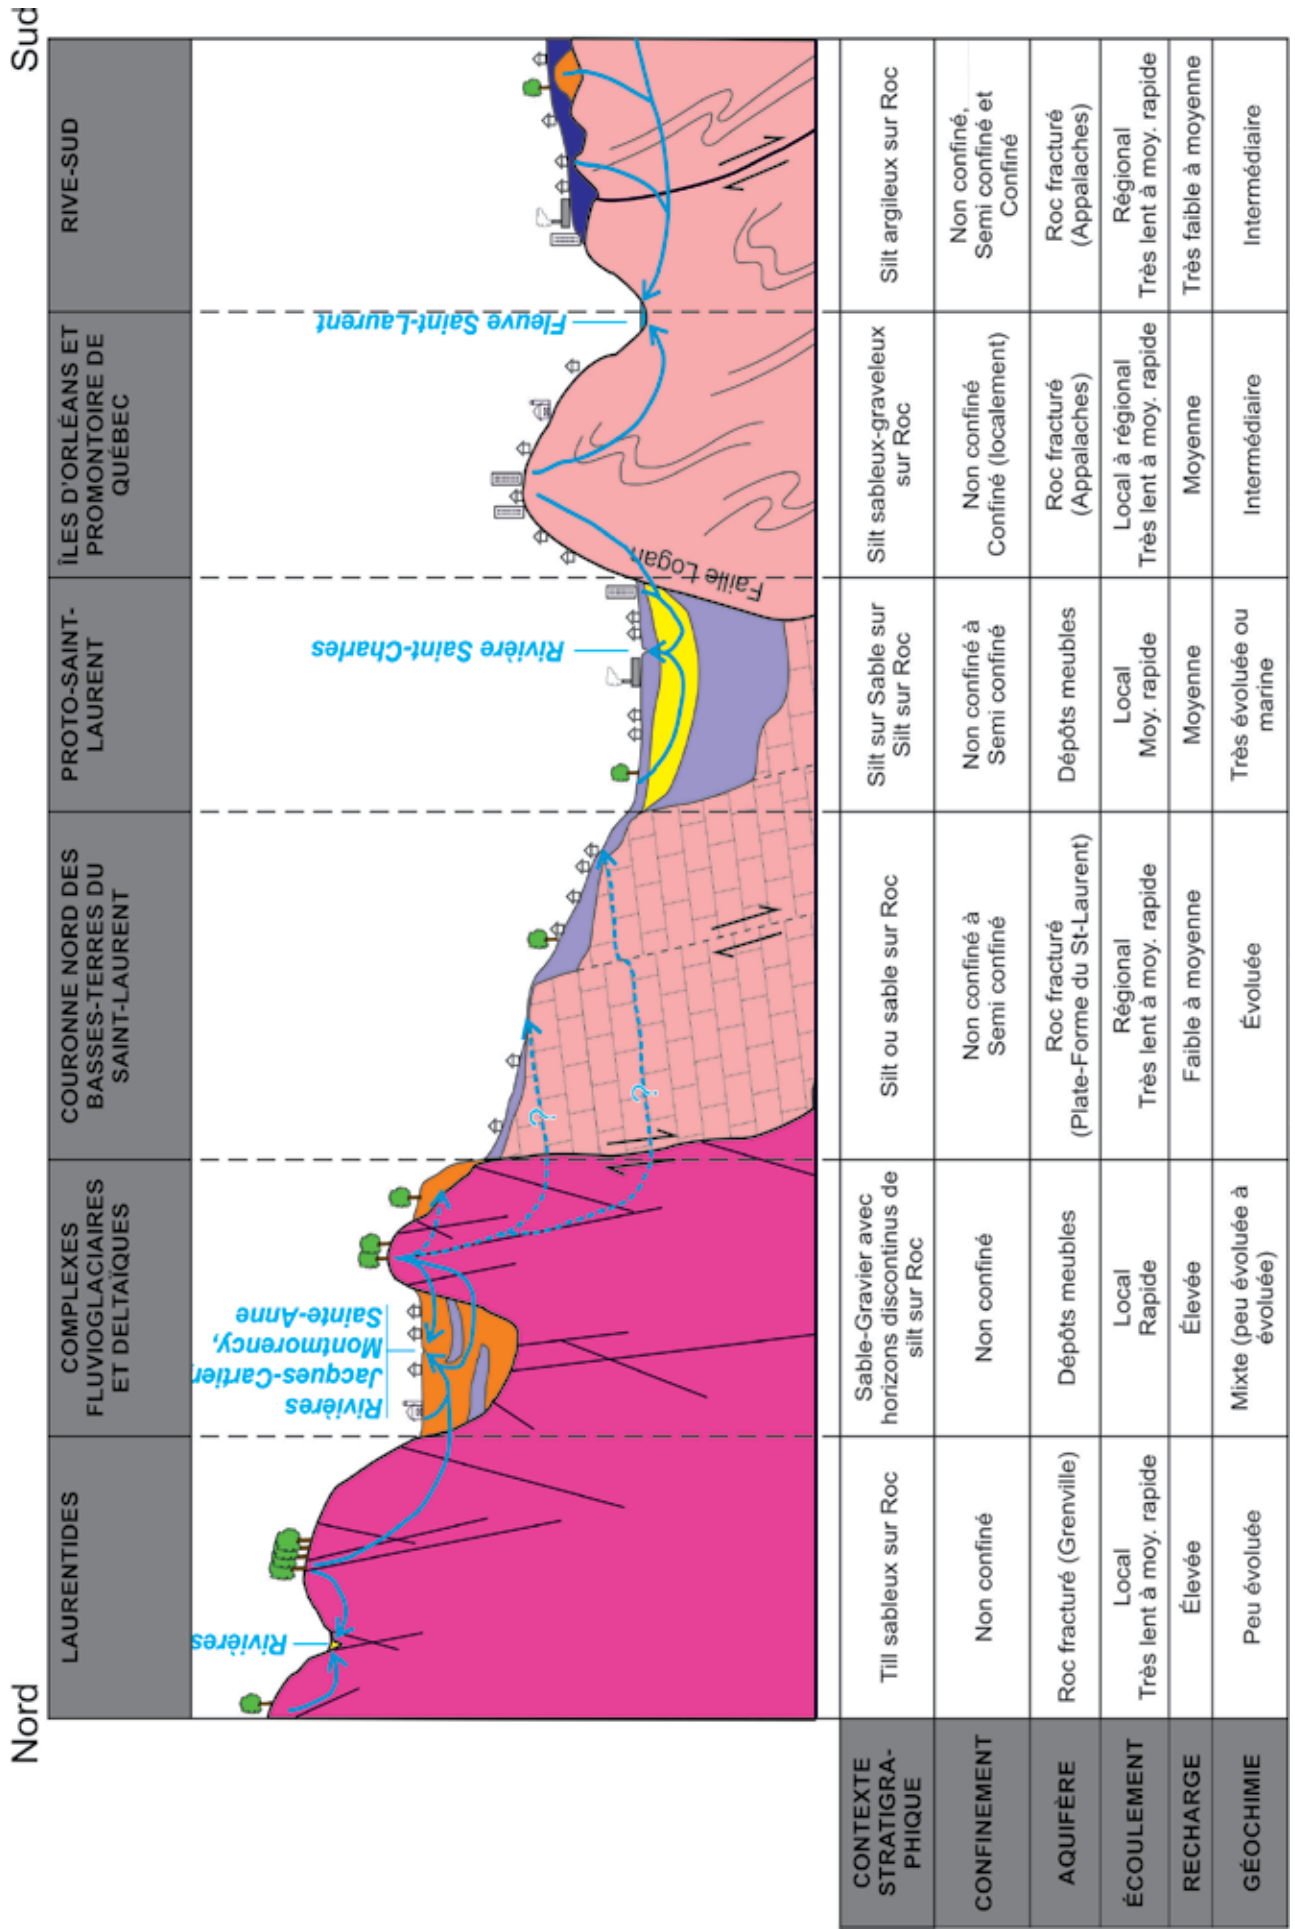 Nord
Sud
LAURENTIDES
COMPLEXES
FLUVIOGLACIAIRES
ET DELTAÏQUES
COURONNE NORD DES
BASSES-TERRES DU
SAINT-LAURENT
PROTO-SAINT-
LAURENT
ÎLES D'ORLÉANS ET
PROMONTOIRE DE
QUÉBEC
RIVE-SUD
Rivières
Rivières
Jacques-Cartier,
Montmorency,
Sainte-Anne
?
?
Rivière Saint-Charles
Faille Logan
Fleuve Saint-Laurent
CONTEXTE
STRATIGRA-
PHIQUE
Till sableux sur Roc
Sable-Gravier avec
horizons discontinus de
silt sur Roc
Silt ou sable sur Roc
Silt sur Sable sur
Silt sur Roc
Silt sableux-graveleux
sur Roc
Silt argileux sur Roc
CONFINEMENT
Non confiné
Non confiné
Non confiné à
Semi confiné
Non confiné à
Semi confiné
Non confiné
Confiné (localement)
Non confiné,
Semi confiné et
Confiné
AQUIFÈRE
Roc fracturé (Grenville)
Dépôts meubles
Roc fracturé
(Plate-Forme du St-Laurent)
Dépôts meubles
Roc fracturé
(Appalaches)
Roc fracturé
(Appalaches)
ÉCOULEMENT
Local
Très lent à moy. rapide
Local
Rapide
Régional
Très lent à moy. rapide
Local
Moy. rapide
Local à régional
Très lent à moy. rapide
Régional
Très lent à moy. rapide
RECHARGE
Élevée
Élevée
Faible à moyenne
Moyenne
Moyenne
Très faible à moyenne
GÉOCHIMIE
Peu évoluée
Mixte (peu évoluée à
évoluée)
Évoluée
Très évoluée ou
marine
Intermédiaire
Intermédiaire